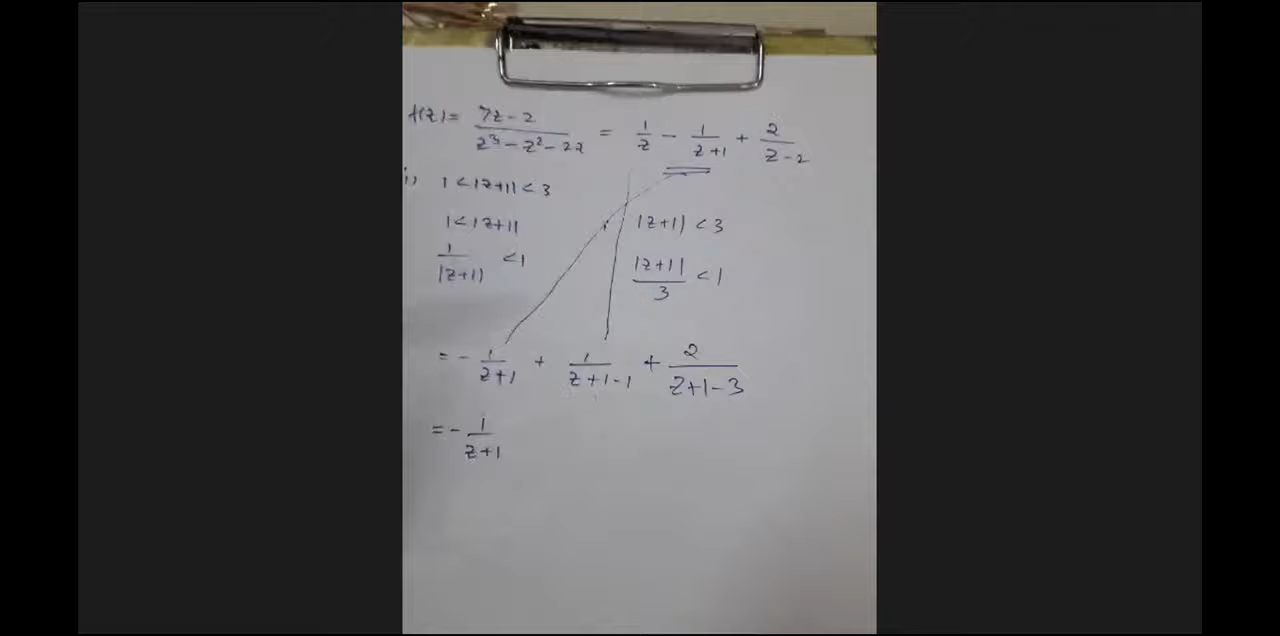 f(z) = 7z-2 / z³-z²-2z = 1/z - 1/z+1 + 2/z-2
i) 1 < |z+1| < 3
1 < |z+1| |z+1| < 3
1/|z+1| < 1 |z+1|/3 < 1
= - 1/z+1 + 1/z+1-1 + 2/z+1-3
= - 1/z+1